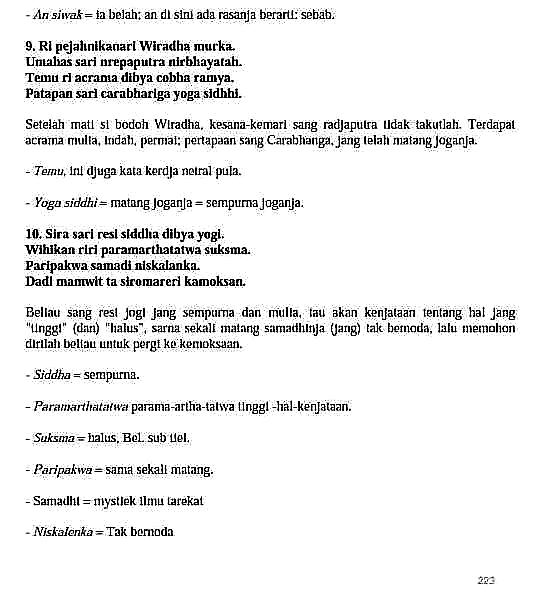 - An siwak = ia belah; an di sini ada rasanja berarti: sebab.
9. Ri pejahnikanari Wiradha murka.
Umahas sari nrepaputra nirbhayatah.
Temu ri acrama dibya cobha ramya.
Patapan sari carabhariga yoga sidhhi.
Setelah mati si bodoh Wiradha, kesana-kemari sang radjaputra tidak takutlah. Terdapat
acrama mulia, indah, permai; pertapaan sang Carabhanga, jang telah matang joganja.
- Temu, ini djuga kata kerdja netral pula.
- Yoga siddhi = matang joganja = sempurna joganja.
10. Sira sari resi siddha dibya yogi.
Wihikan riri paramarthatatwa suksma.
Paripakwa samadi niskalanka.
Dadi mamwit ta siromareri kamoksan.
Beliau sang resi jogi jang sempurna dan mulia, tau akan kenjataan tentang hal jang
"tinggi" (dan) "halus", sama sekali matang samadhinja (jang) tak bernoda, lalu memohon
dirilah beliau untuk pergi ke kemoksaan.
- Siddha = sempurna.
- Paramarthatatwa parama-artha-tatwa tinggi -hal-kenjataan.
- Suksma = halus, Bel. sub tiel.
- Paripakwa = sama sekali matang.
- Samadhi = mystiek ilmu tarekat
- Niskalenka = Tak bernoda
223